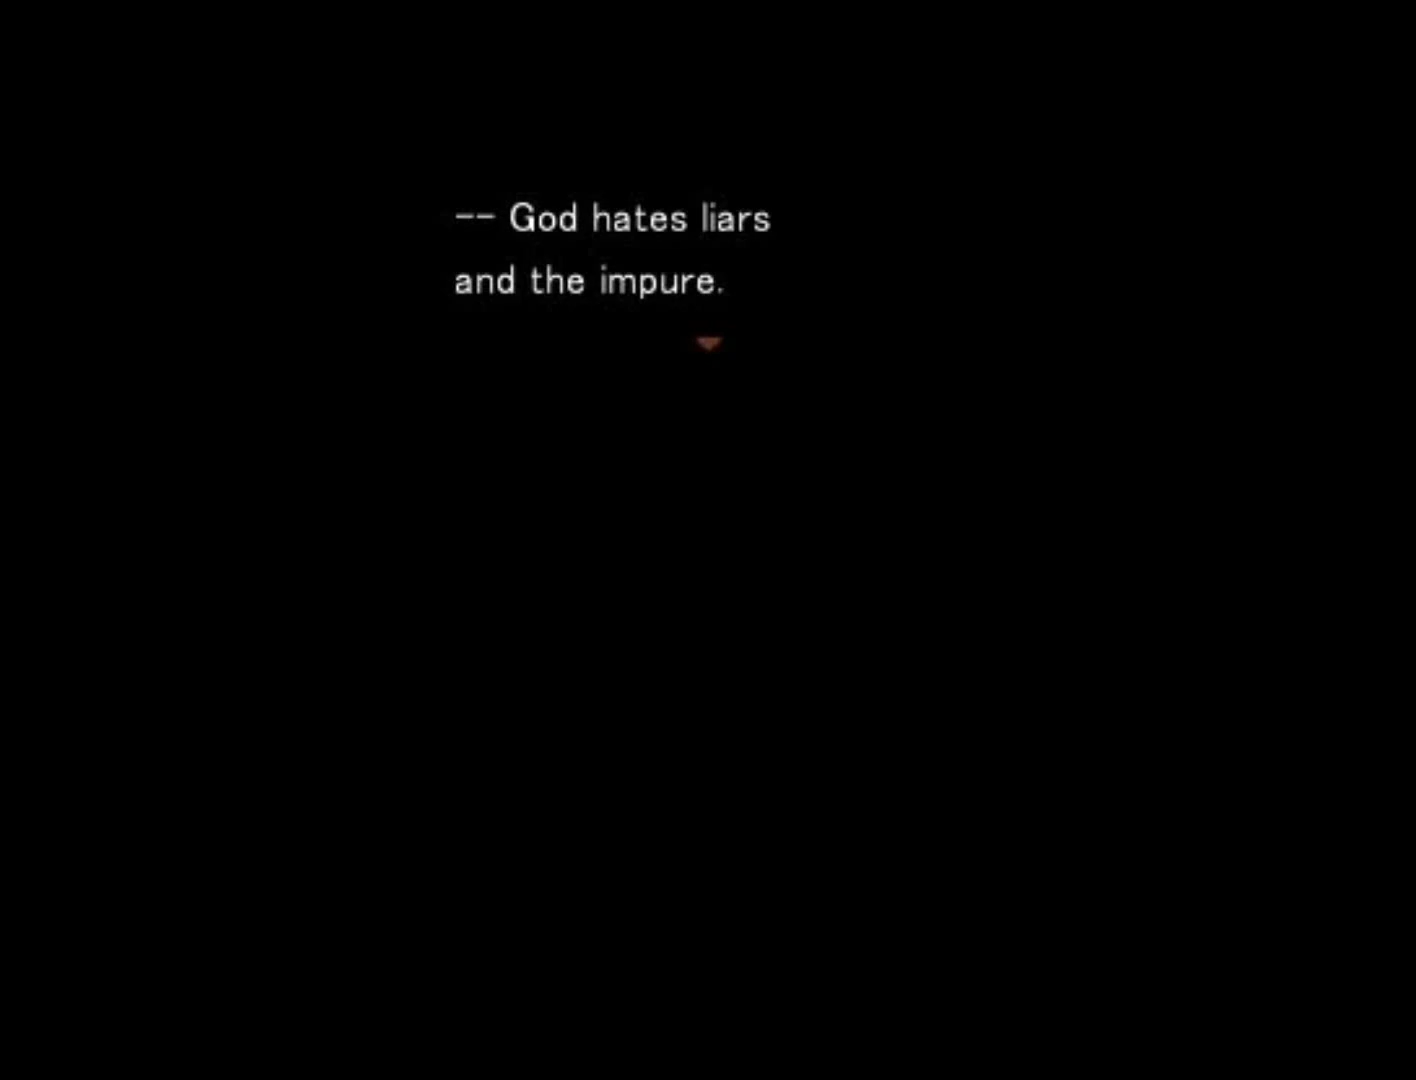 -- God hates liars
and the impure.